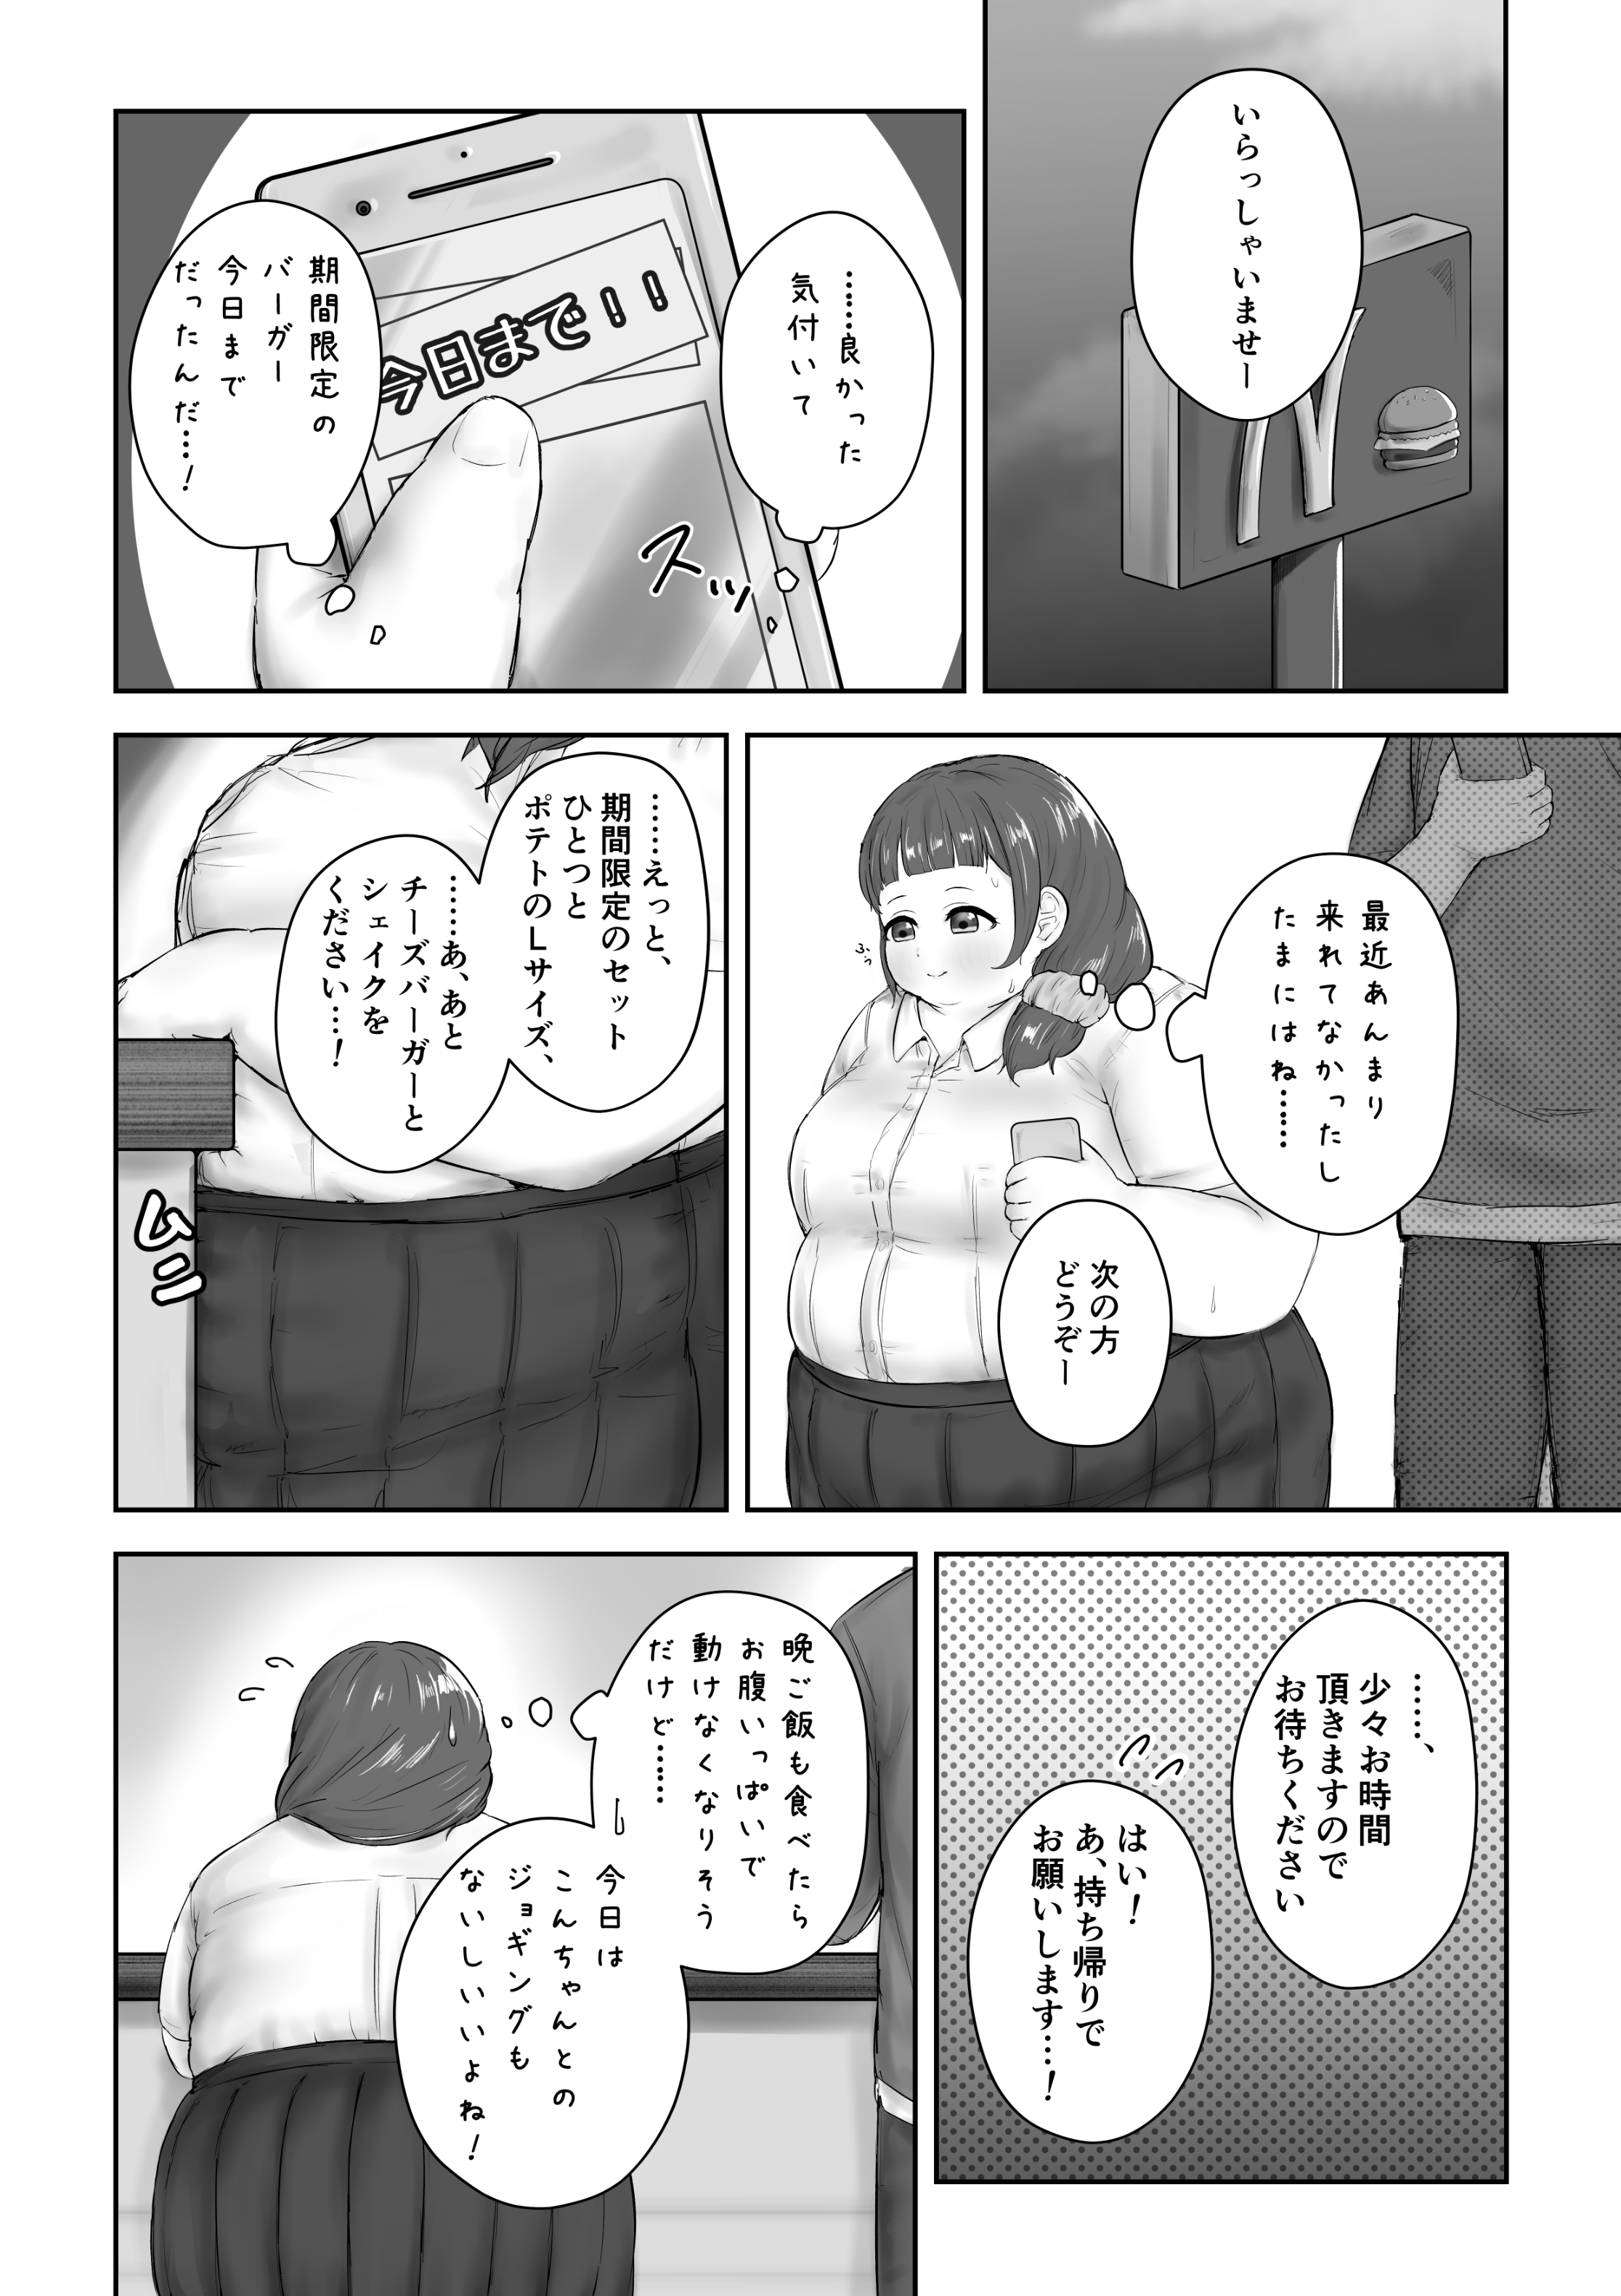 いらっしゃいませー
……良かった
気付いて
今日まで！！
期間限定の
バーガー
今日まで
だったんだ…！
スッ
最近あんまり
来れてなかったし
たまにはね……
ふぅ
次の方
どうぞー
……えっと、
期間限定のセット
ひとつと
ポテトのLサイズ、
……あ、あと
チーズバーガーと
シェイクを
ください…！
ムニ
……、
少々お時間
頂きますので
お待ちください
はい！
あ、持ち帰りで
お願いします…！
晩ご飯も食べたら
お腹いっぱいで
動けなくなりそう
だけど……
今日は
こんちゃんとの
ジョギングも
ないしいいよね！